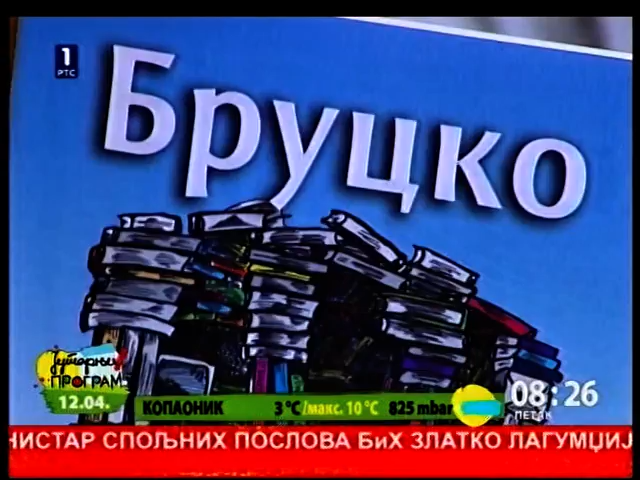 1
РТС
Бруцко
Јутарњи
ПРОГРАМ
12.04.
КОПАОНИК 3°C/макс. 10°C 825 mbar
08:26
ПЕТАК
НИСТАР СПОЉНИХ ПОСЛОВА БиХ ЗЛАТКО ЛАГУМЏИЈ